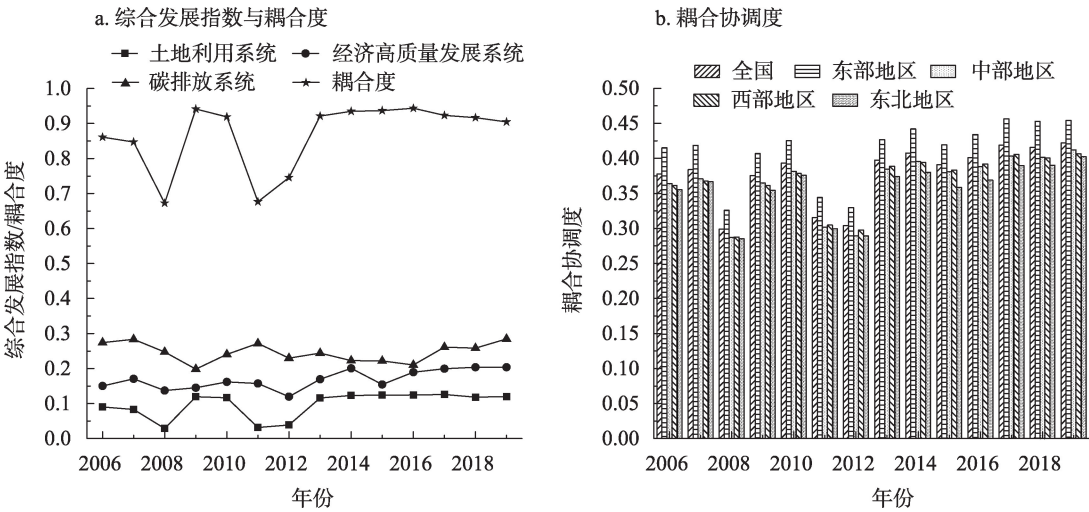 a. 综合发展指数与耦合度
土地利用系统 经济高质量发展系统
碳排放系统 耦合度
1.0
0.9
0.8
0.7
0.6
0.5
0.4
0.3
0.2
0.1
0.0
综合发展指数/耦合度
2006 2008 2010 2012 2014 2016 2018
年份
b. 耦合协调度
全国 东部地区 中部地区
西部地区 东北地区
0.50
0.45
0.40
0.35
0.30
0.25
0.20
0.15
0.10
0.05
0.00
耦合协调度
2006 2008 2010 2012 2014 2016 2018
年份